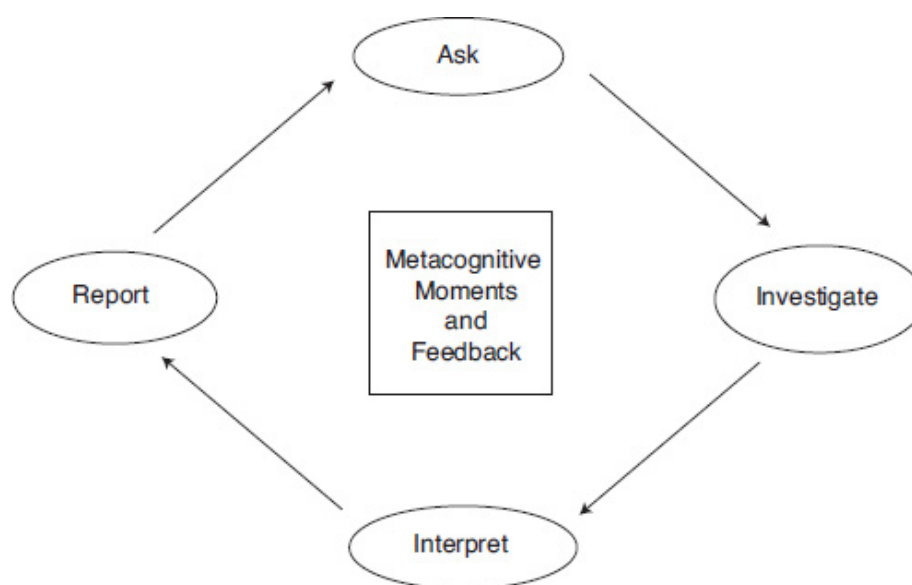 Ask
Report
Metacognitive
Moments
and
Feedback
Investigate
Interpret